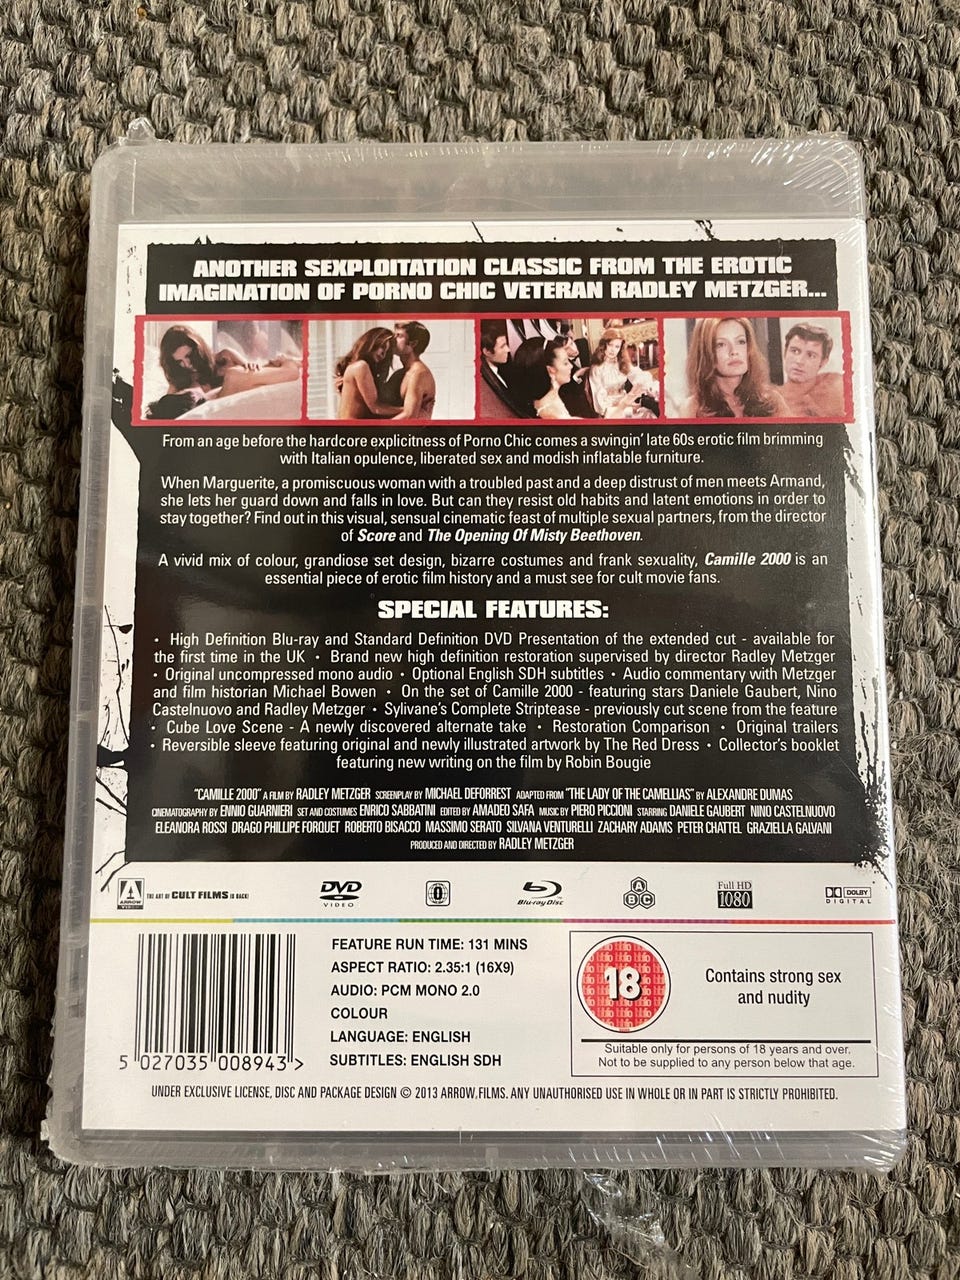 ANOTHER SEXPLOITATION CLASSIC FROM THE EROTIC
IMAGINATION OF PORNO CHIC VETERAN RADLEY METZGER...
From an age before the hardcore explicitness of Porno Chic comes a swingin' late 60s erotic film brimming
with Italian opulence, liberated sex and modish inflatable furniture.
When Marguerite, a promiscuous woman with a troubled past and a deep distrust of men meets Armand,
she lets her guard down and falls in love. But can they resist old habits and latent emotions in order to
stay together? Find out in this visual, sensual cinematic feast of multiple sexual partners, from the director
of Score and The Opening Of Misty Beethoven.
A vivid mix of colour, grandiose set design, bizarre costumes and frank sexuality, Camille 2000 is an
essential piece of erotic film history and a must see for cult movie fans.
SPECIAL FEATURES:
• High Definition Blu-ray and Standard Definition DVD Presentation of the extended cut - available for
the first time in the UK • Brand new high definition restoration supervised by director Radley Metzger
• Original uncompressed mono audio • Optional English SDH subtitles • Audio commentary with Metzger
and film historian Michael Bowen • On the set of Camille 2000 - featuring stars Daniele Gaubert, Nino
Castelnuovo and Radley Metzger • Sylivane's Complete Striptease - previously cut scene from the feature
• Cube Love Scene - A newly discovered alternate take • Restoration Comparison • Original trailers
• Reversible sleeve featuring original and newly illustrated artwork by The Red Dress • Collector's booklet
featuring new writing on the film by Robin Bougie
"CAMILLE 2000" A FILM BY RADLEY METZGER SCREENPLAY BY MICHAEL DEFORREST ADAPTED FROM "THE LADY OF THE CAMELLIAS" BY ALEXANDRE DUMAS
CINEMATOGRAPHY BY ENNIO GUARNIERI SET AND COSTUMES ENRICO SABBATINI EDITED BY AMADEO SAFA MUSIC BY PIERO PICCIONI STARRING DANIELE GAUBERT NINO CASTELNUOVO
ELEANORA ROSSI DRAGO PHILLIPE FORQUET ROBERTO BISACCO MASSIMO SERATO SILVANA VENTURELLI ZACHARY ADAMS PETER CHATTEL GRAZIELLA GALVANI
PRODUCED AND DIRECTED BY RADLEY METZGER
A ARROW THE ART OF CULT FILMS IS BACK! DVD VIDEO 0 Blu-ray Disc A B C Full HD 1080 DOLBY DIGITAL
FEATURE RUN TIME: 131 MINS
ASPECT RATIO: 2.35:1 (16X9)
AUDIO: PCM MONO 2.0
COLOUR
LANGUAGE: ENGLISH
SUBTITLES: ENGLISH SDH
5 027035 008943 >
18
Contains strong sex
and nudity
Suitable only for persons of 18 years and over.
Not to be supplied to any person below that age.
UNDER EXCLUSIVE LICENSE, DISC AND PACKAGE DESIGN © 2013 ARROW FILMS. ANY UNAUTHORISED USE IN WHOLE OR IN PART IS STRICTLY PROHIBITED.